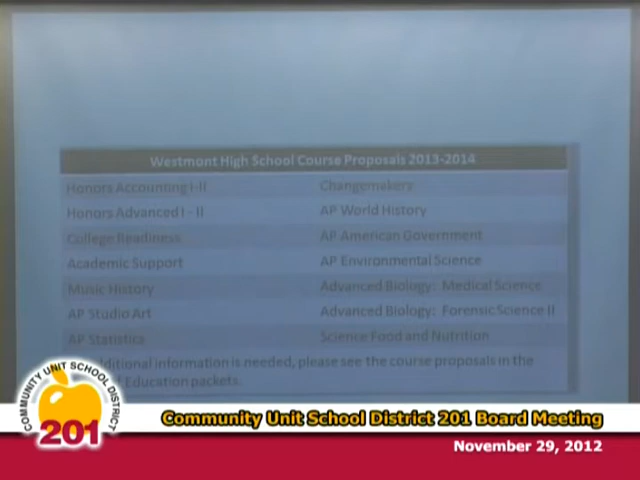 Westmont High School Course Proposals 2013-2014
Honors Accounting I-II
Changemakers
Honors Advanced I - II
AP World History
College Readiness
AP American Government
Academic Support
AP Environmental Science
Music History
Advanced Biology: Medical Science
AP Studio Art
Advanced Biology: Forensic Science II
AP Statistics
Science Food and Nutrition
information is needed, please see the course proposals in the
Education packets.
COMMUNITY UNIT SCHOOL DISTRICT
201
Community Unit School District 201 Board Meeting
November 29, 2012